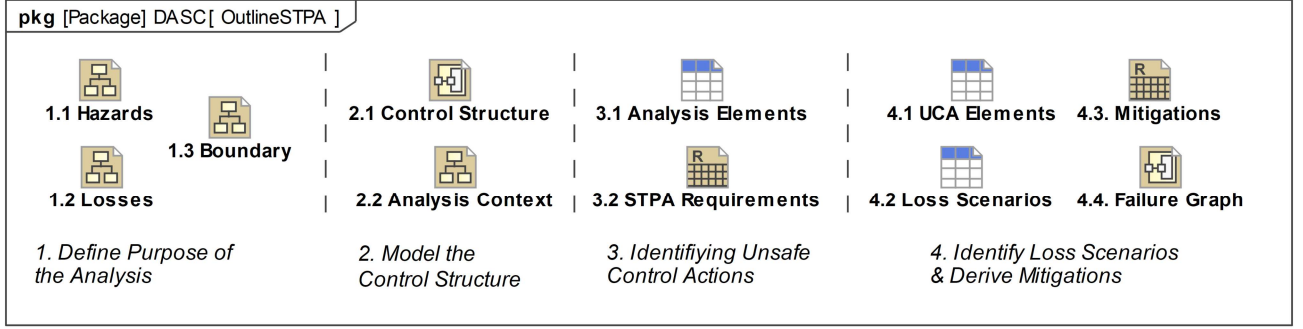 pkg [Package] DASC[ OutlineSTPA ]
1.1 Hazards
1.3 Boundary
1.2 Losses
1. Define Purpose of
the Analysis
2.1 Control Structure
2.2 Analysis Context
2. Model the
Control Structure
3.1 Analysis Elements
R
3.2 STPA Requirements
3. Identifiying Unsafe
Control Actions
4.1 UCA Elements
R
4.3. Mitigations
4.2 Loss Scenarios
4.4. Failure Graph
4. Identify Loss Scenarios
& Derive Mitigations